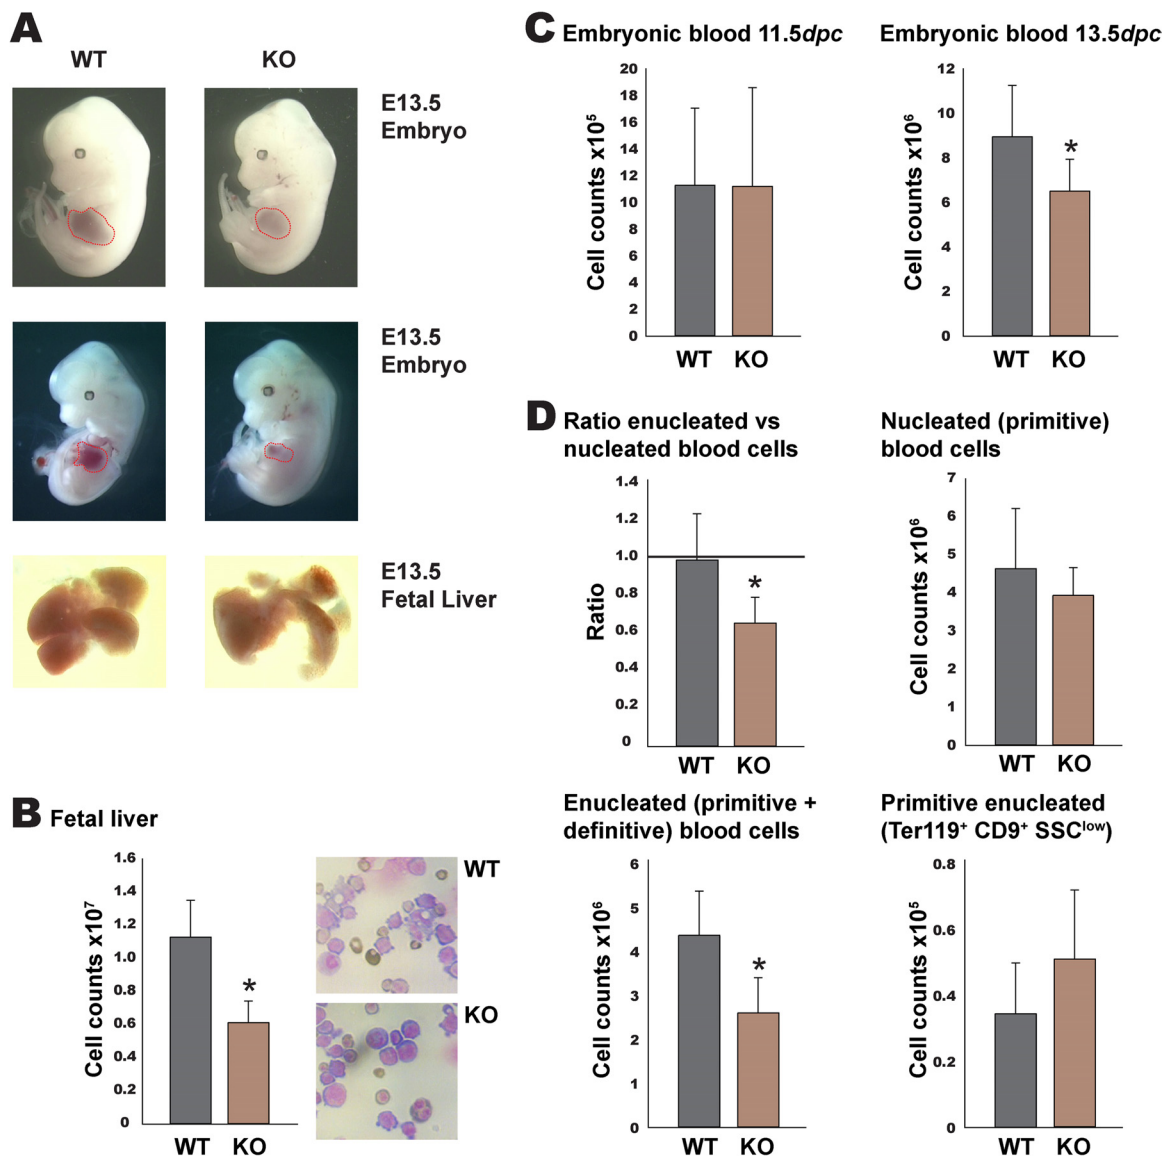 A
WT
KO
E13.5
Embryo
E13.5
Embryo
E13.5
Fetal Liver
B Fetal liver
Cell counts x10⁷
1.6
1.4
1.2
1.0
0.8
0.6
0.4
0.2
0
*
WT KO
WT
KO
C Embryonic blood 11.5dpc
Cell counts x10⁵
20
18
16
14
12
10
8
6
4
2
0
WT KO
Embryonic blood 13.5dpc
Cell counts x10⁶
12
10
8
6
4
2
0
*
WT KO
D Ratio enucleated vs
nucleated blood cells
Ratio
1.4
1.2
1.0
0.8
0.6
0.4
0.2
0
*
WT KO
Nucleated (primitive)
blood cells
Cell counts x10⁶
7
6
5
4
3
2
1
0
WT KO
Enucleated (primitive +
definitive) blood cells
Cell counts x10⁶
6
5
4
3
2
1
0
*
WT KO
Primitive enucleated
(Ter119⁺ CD9⁺ SSCˡᵒʷ)
Cell counts x10⁵
0.8
0.6
0.4
0.2
0
WT KO